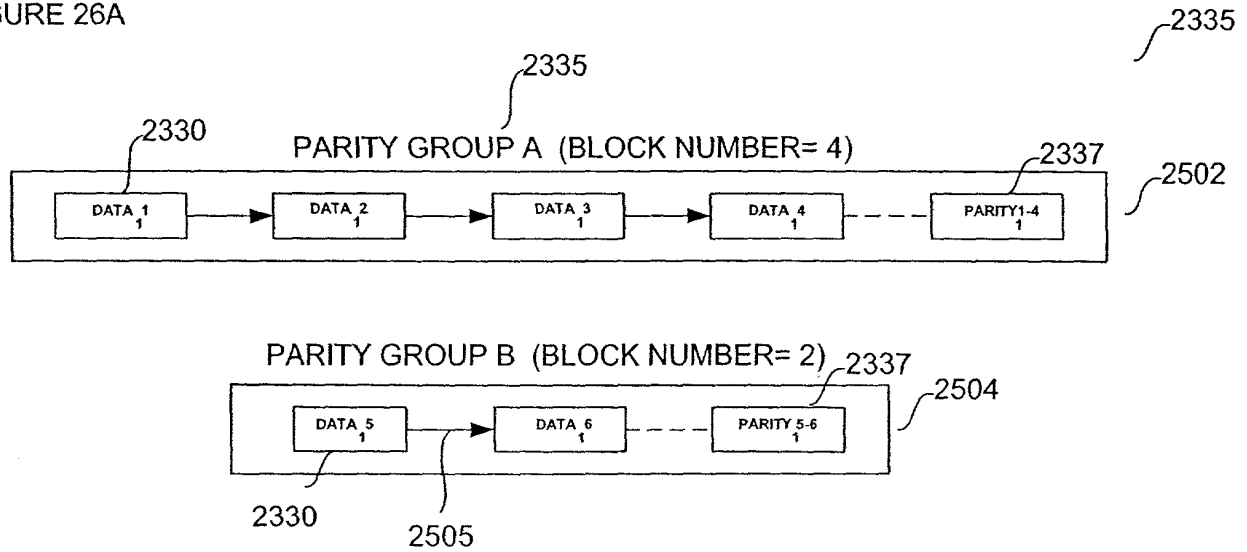 GURE 26A
2335
2335
2330
PARITY GROUP A (BLOCK NUMBER= 4)
2337
2502
DATA 1
1
DATA 2
1
DATA 3
1
DATA 4
1
PARITY1-4
1
PARITY GROUP B (BLOCK NUMBER= 2)
2337
2504
DATA 5
1
DATA 6
1
PARITY 5-6
1
2330
2505